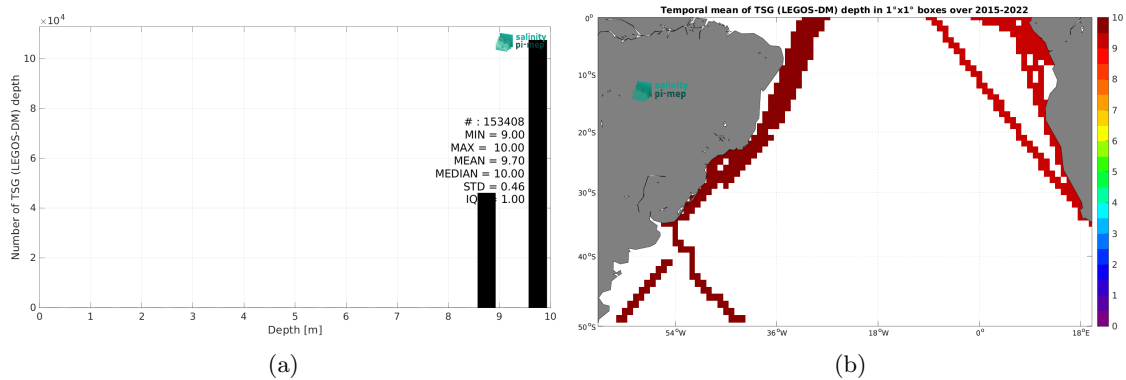 ×10⁴
10
8
6
4
2
0
Number of TSG (LEGOS-DM) depth
salinity
pi-mep
# : 153408
MIN = 9.00
MAX = 10.00
MEAN = 9.70
MEDIAN = 10.00
STD = 0.46
= 1.00
0 1 2 3 4 5 6 7 8 9 10
Depth [m]
(a)
Temporal mean of TSG (LEGOS-DM) depth in 1°x1° boxes over 2015-2022
0°
10°S
20°S
30°S
40°S
50°S
salinity
pi-mep
54°W 36°W 18°W 0° 18°E
10
9
8
7
6
5
4
3
2
1
0
(b)